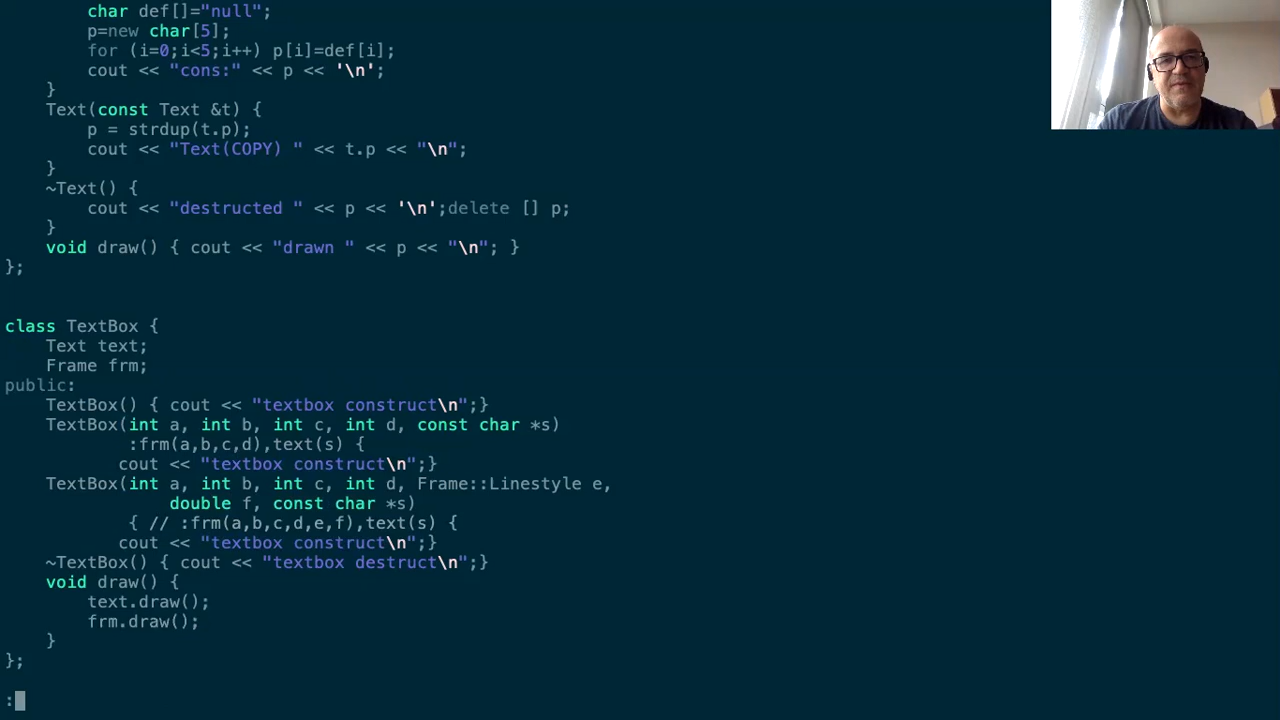 char def[]="null";
p=new char[5];
for (i=0;i<5;i++) p[i]=def[i];
cout << "cons:" << p << '\n';
}
Text(const Text &t) {
p = strdup(t.p);
cout << "Text(COPY) " << t.p << "\n";
}
~Text() {
cout << "destructed " << p << '\n';delete [] p;
}
void draw() { cout << "drawn " << p << "\n"; }
};
class TextBox {
Text text;
Frame frm;
public:
TextBox() { cout << "textbox construct\n";}
TextBox(int a, int b, int c, int d, const char *s)
:frm(a,b,c,d),text(s) {
cout << "textbox construct\n";}
TextBox(int a, int b, int c, int d, Frame::Linestyle e,
double f, const char *s)
{ // :frm(a,b,c,d,e,f),text(s) {
cout << "textbox construct\n";}
~TextBox() { cout << "textbox destruct\n";}
void draw() {
text.draw();
frm.draw();
}
};
: